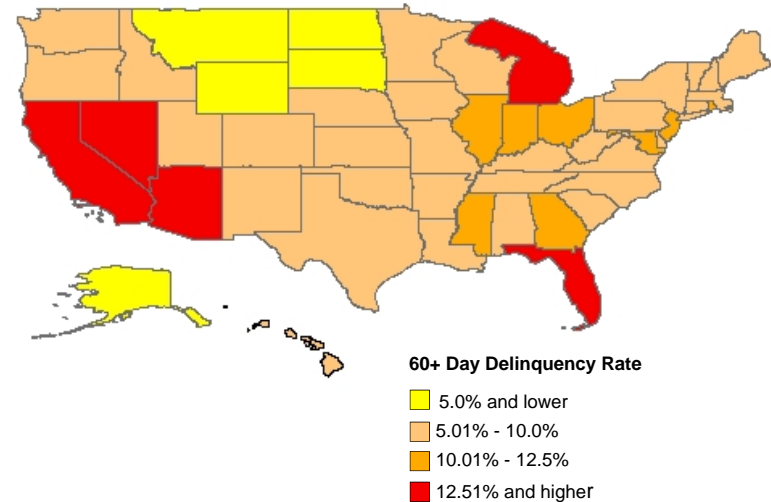 60+ Day Delinquency Rate
5.0% and lower
5.01% - 10.0%
10.01% - 12.5%
12.51% and higher